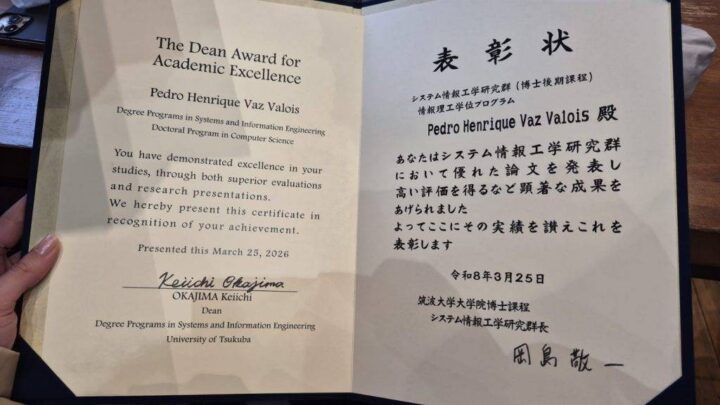 The Dean Award for
Academic Excellence
Pedro Henrique Vaz Valois
Degree Programs in Systems and Information Engineering
Doctoral Program in Computer Science
You have demonstrated excellence in your
studies, through both superior evaluations
and research presentations.
We hereby present this certificate in
recognition of your achievement.
Presented this March 25, 2026
Keiichi Okajima
OKAJIMA Keiichi
Dean
Degree Programs in Systems and Information Engineering
University of Tsukuba
表彰状
システム情報工学研究群（博士後期課程）
情報理工学位プログラム
Pedro Henrique Vaz Valois 殿
あなたはシステム情報工学研究群
において優れた論文を発表し
高い評価を得るなど顕著な成果を
あげられました
よってここにその実績を讃えこれを
表彰します
令和8年3月25日
筑波大学大学院博士課程
システム情報工学研究群長
岡島敬一